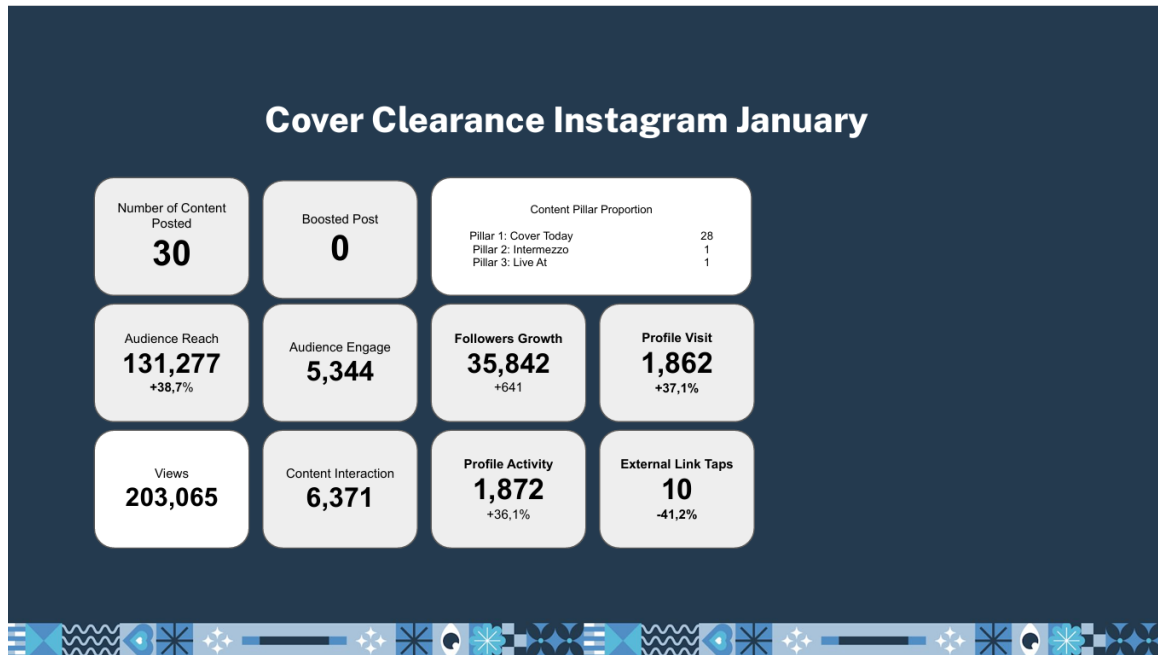 Cover Clearance Instagram January
Number of Content
Posted
30
Boosted Post
0
Content Pillar Proportion
Pillar 1: Cover Today 28
Pillar 2: Intermezzo 1
Pillar 3: Live At 1
Audience Reach
131,277
+38,7%
Audience Engage
5,344
Followers Growth
35,842
+641
Profile Visit
1,862
+37,1%
Views
203,065
Content Interaction
6,371
Profile Activity
1,872
+36,1%
External Link Taps
10
-41,2%